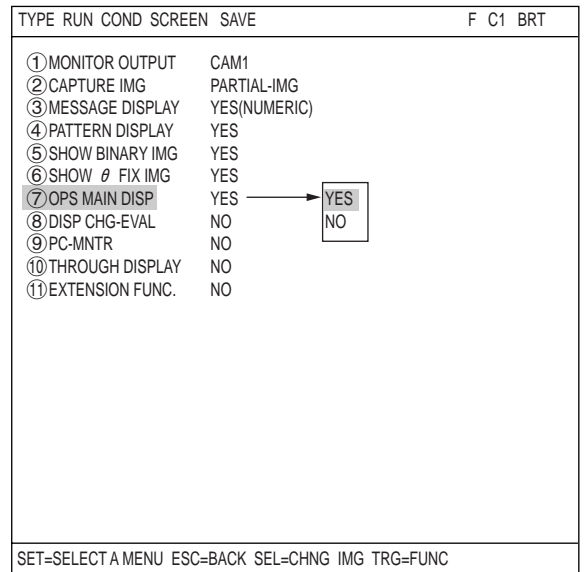 TYPE RUN COND SCREEN SAVE F C1 BRT
①MONITOR OUTPUT CAM1
②CAPTURE IMG PARTIAL-IMG
③MESSAGE DISPLAY YES(NUMERIC)
④PATTERN DISPLAY YES
⑤SHOW BINARY IMG YES
⑥SHOW θ FIX IMG YES
⑦OPS MAIN DISP YES YES
⑧DISP CHG-EVAL NO NO
⑨PC-MNTR NO
⑩THROUGH DISPLAY NO
⑪EXTENSION FUNC. NO
SET=SELECT A MENU ESC=BACK SEL=CHNG IMG TRG=FUNC